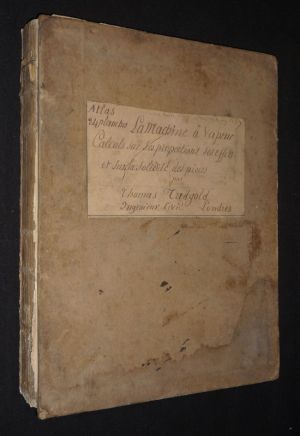 Atlas
24 planches La Machine à Vapeur
Calculs sur les proportions ses effets
et sur la Solidité des pièces
par
Thomas Tredgold
Ingénieur Civil Londres